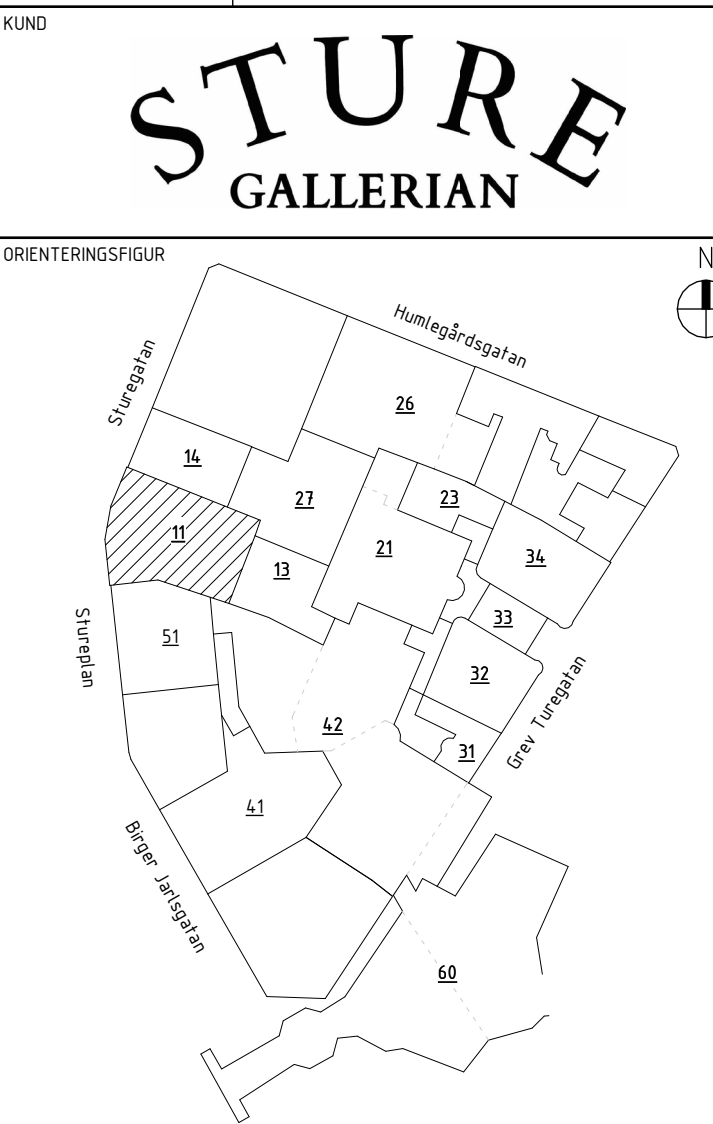 KUND
STURE
GALLERIAN
ORIENTERINGSFIGUR
N
Humlegårdsgatan
Sturegatan
26
14
27
23
11
21
34
13
33
51
Stureplan
32
42
Grev Turegatan
31
41
Birger Jarlsgatan
60